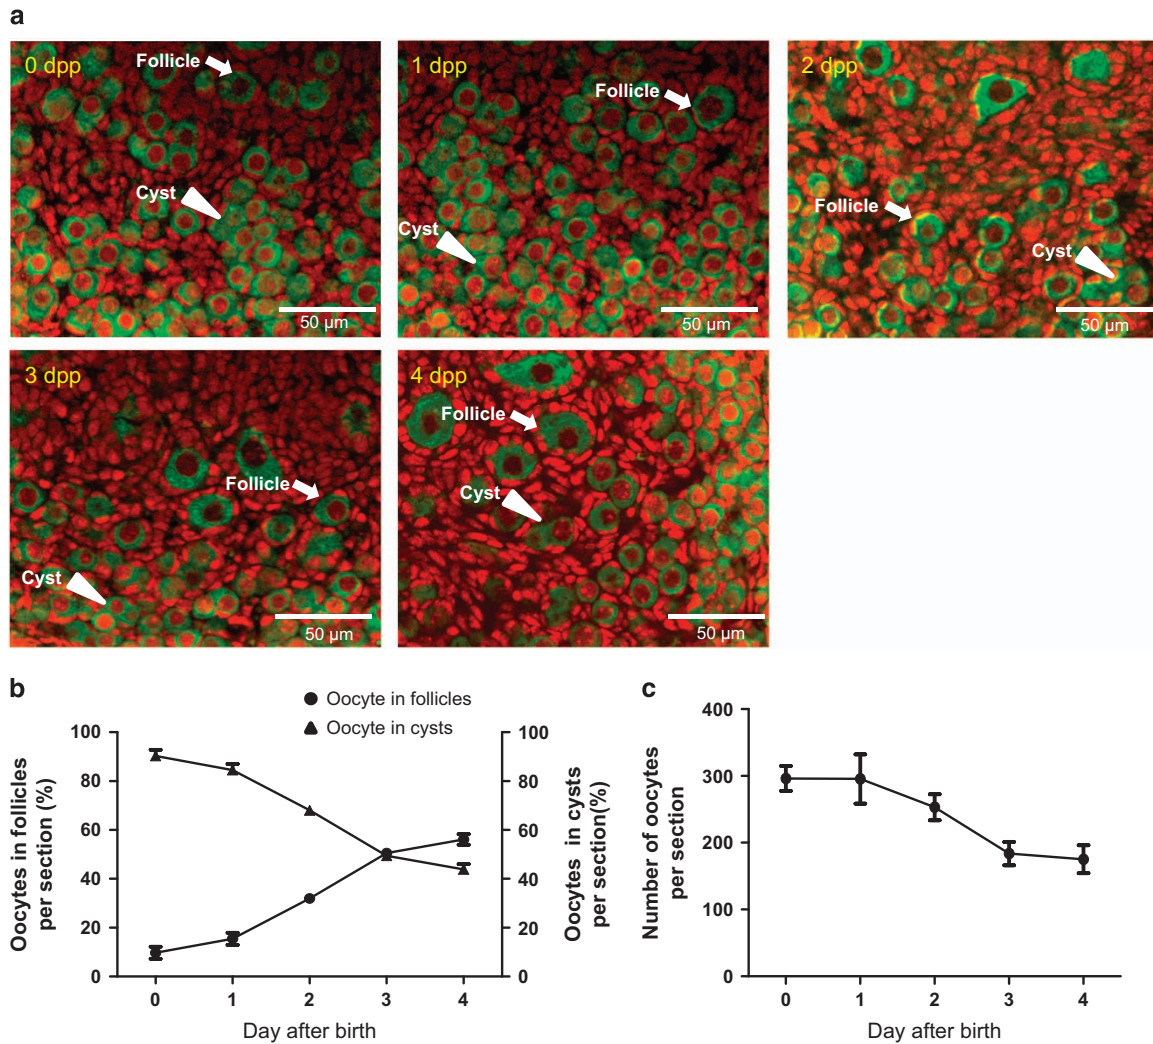 a
0 dpp
Follicle
Cyst
50 µm
1 dpp
Follicle
Cyst
50 µm
2 dpp
Follicle
Cyst
50 µm
3 dpp
Follicle
Cyst
50 µm
4 dpp
Follicle
Cyst
50 µm
b
Oocyte in follicles
Oocyte in cysts
Oocytes in follicles
per section (%)
100
80
60
40
20
0
100
80
60
40
20
0
Oocytes in cysts
per section(%)
0 1 2 3 4
Day after birth
c
Number of oocytes
per section
400
300
200
100
0
0 1 2 3 4
Day after birth